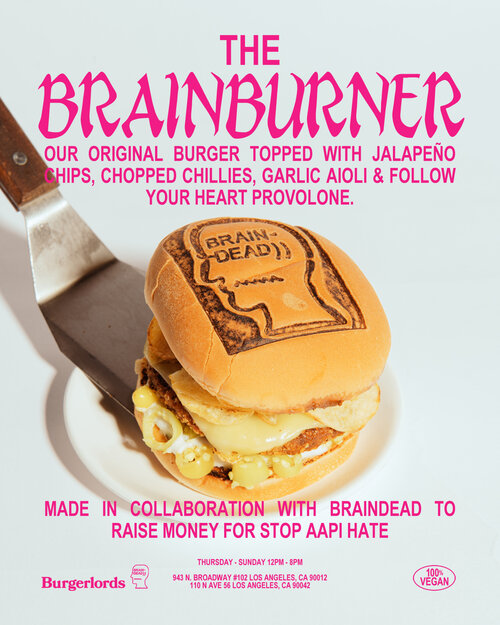 THE
BRAINBURNER
OUR ORIGINAL BURGER TOPPED WITH JALAPEÑO
CHIPS, CHOPPED CHILLIES, GARLIC AIOLI & FOLLOW
YOUR HEART PROVOLONE.
BRAIN-
-DEAD))
MADE IN COLLABORATION WITH BRAINDEAD TO
RAISE MONEY FOR STOP AAPI HATE
THURSDAY - SUNDAY 12PM - 8PM
Burgerlords
BRAIN-
-DEAD))
943 N. BROADWAY #102 LOS ANGELES, CA 90012
110 N AVE 56 LOS ANGELES, CA 90042
100%
VEGAN